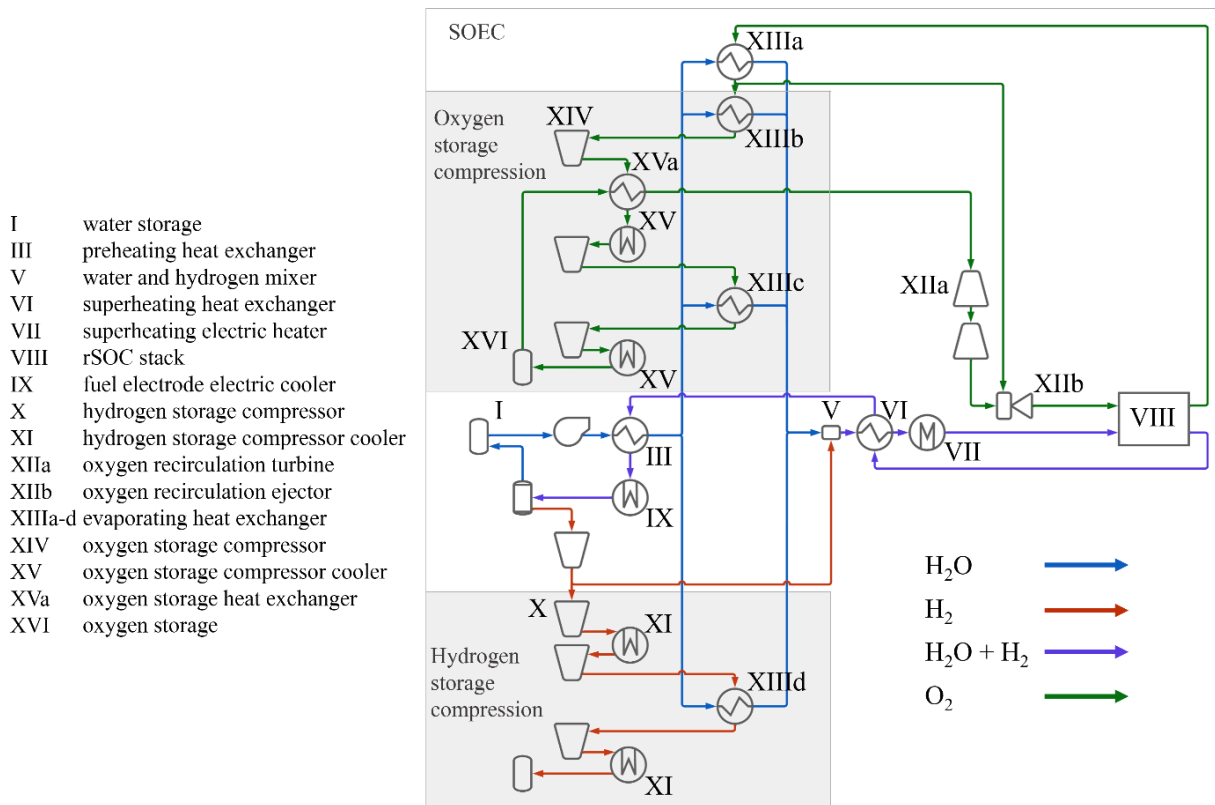 I water storage
III preheating heat exchanger
V water and hydrogen mixer
VI superheating heat exchanger
VII superheating electric heater
VIII rSOC stack
IX fuel electrode electric cooler
X hydrogen storage compressor
XI hydrogen storage compressor cooler
XIIa oxygen recirculation turbine
XIIb oxygen recirculation ejector
XIIIa-d evaporating heat exchanger
XIV oxygen storage compressor
XV oxygen storage compressor cooler
XVa oxygen storage heat exchanger
XVI oxygen storage
SOEC
XIIIa
Oxygen
storage
compression
XIV
XIIIb
XVa
XV
XIIIc
XIIa
XVI
XV
XIIb
I
III
V
VI
VII
VIII
IX
X
XI
Hydrogen
storage
compression
XIIId
XI
H₂O
H₂
H₂O + H₂
O₂